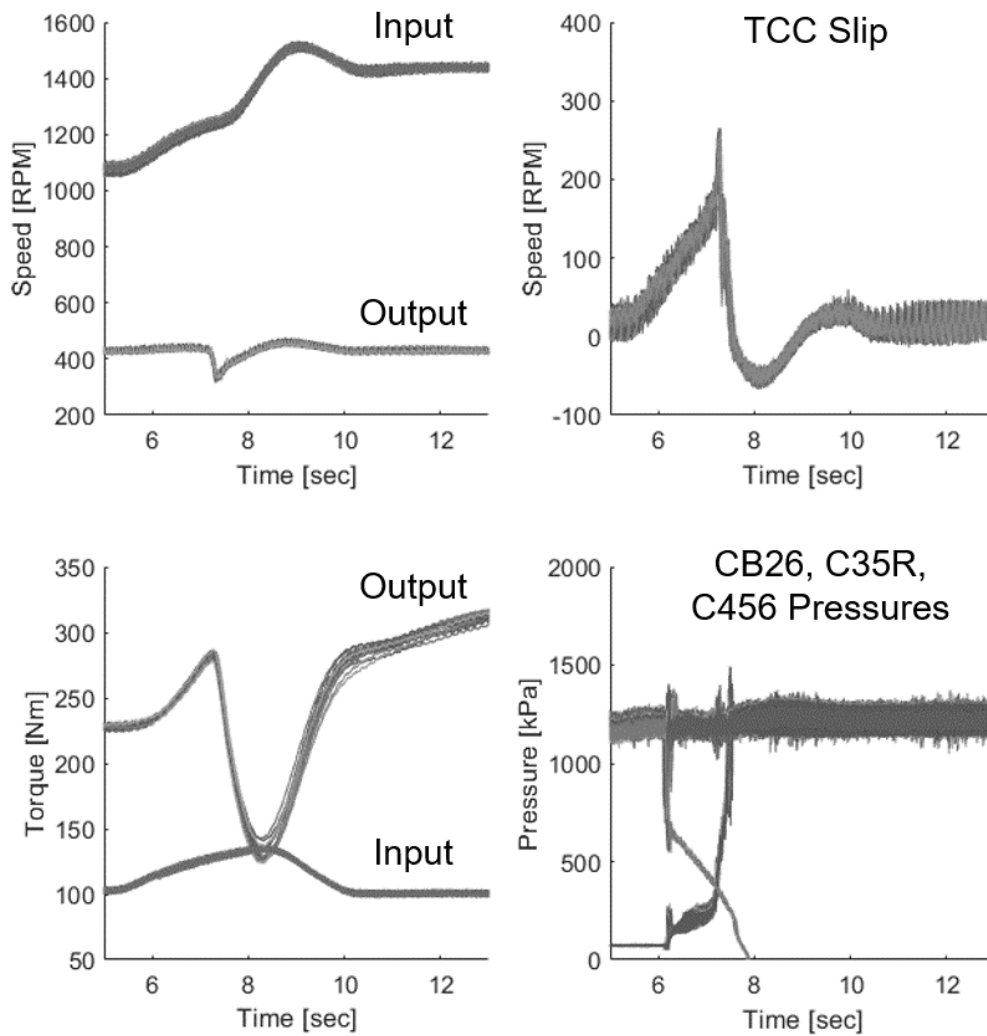 Input
Output
Speed [RPM]
1600
1400
1200
1000
800
600
400
200
6
8
10
12
Time [sec]
TCC Slip
Speed [RPM]
400
300
200
100
0
-100
6
8
10
12
Time [sec]
Output
Input
Torque [Nm]
350
300
250
200
150
100
50
6
8
10
12
Time [sec]
CB26, C35R,
C456 Pressures
Pressure [kPa]
2000
1500
1000
500
0
6
8
10
12
Time [sec]